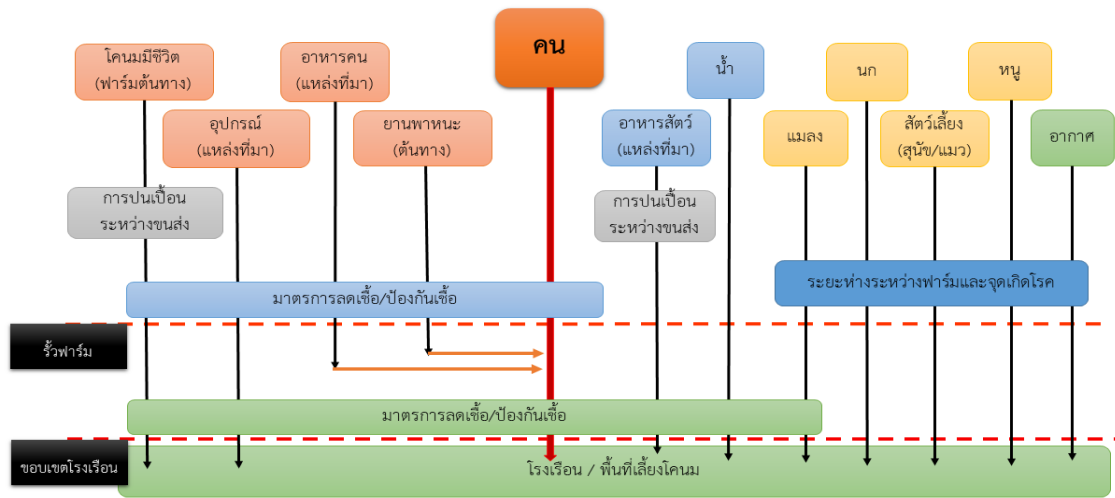 คน
โคนมมีชีวิต
(ฟาร์มต้นทาง)
อาหารคน
(แหล่งที่มา)
น้ำ
นก
หนู
อุปกรณ์
(แหล่งที่มา)
ยานพาหนะ
(ต้นทาง)
อาหารสัตว์
(แหล่งที่มา)
แมลง
สัตว์เลี้ยง
(สุนัข/แมว)
อากาศ
การปนเปื้อน
ระหว่างขนส่ง
การปนเปื้อน
ระหว่างขนส่ง
มาตรการลดเชื้อ/ป้องกันเชื้อ
ระยะห่างระหว่างฟาร์มและจุดเกิดโรค
รั้วฟาร์ม
มาตรการลดเชื้อ/ป้องกันเชื้อ
ขอบเขตโรงเรือน
โรงเรือน / พื้นที่เลี้ยงโคนม